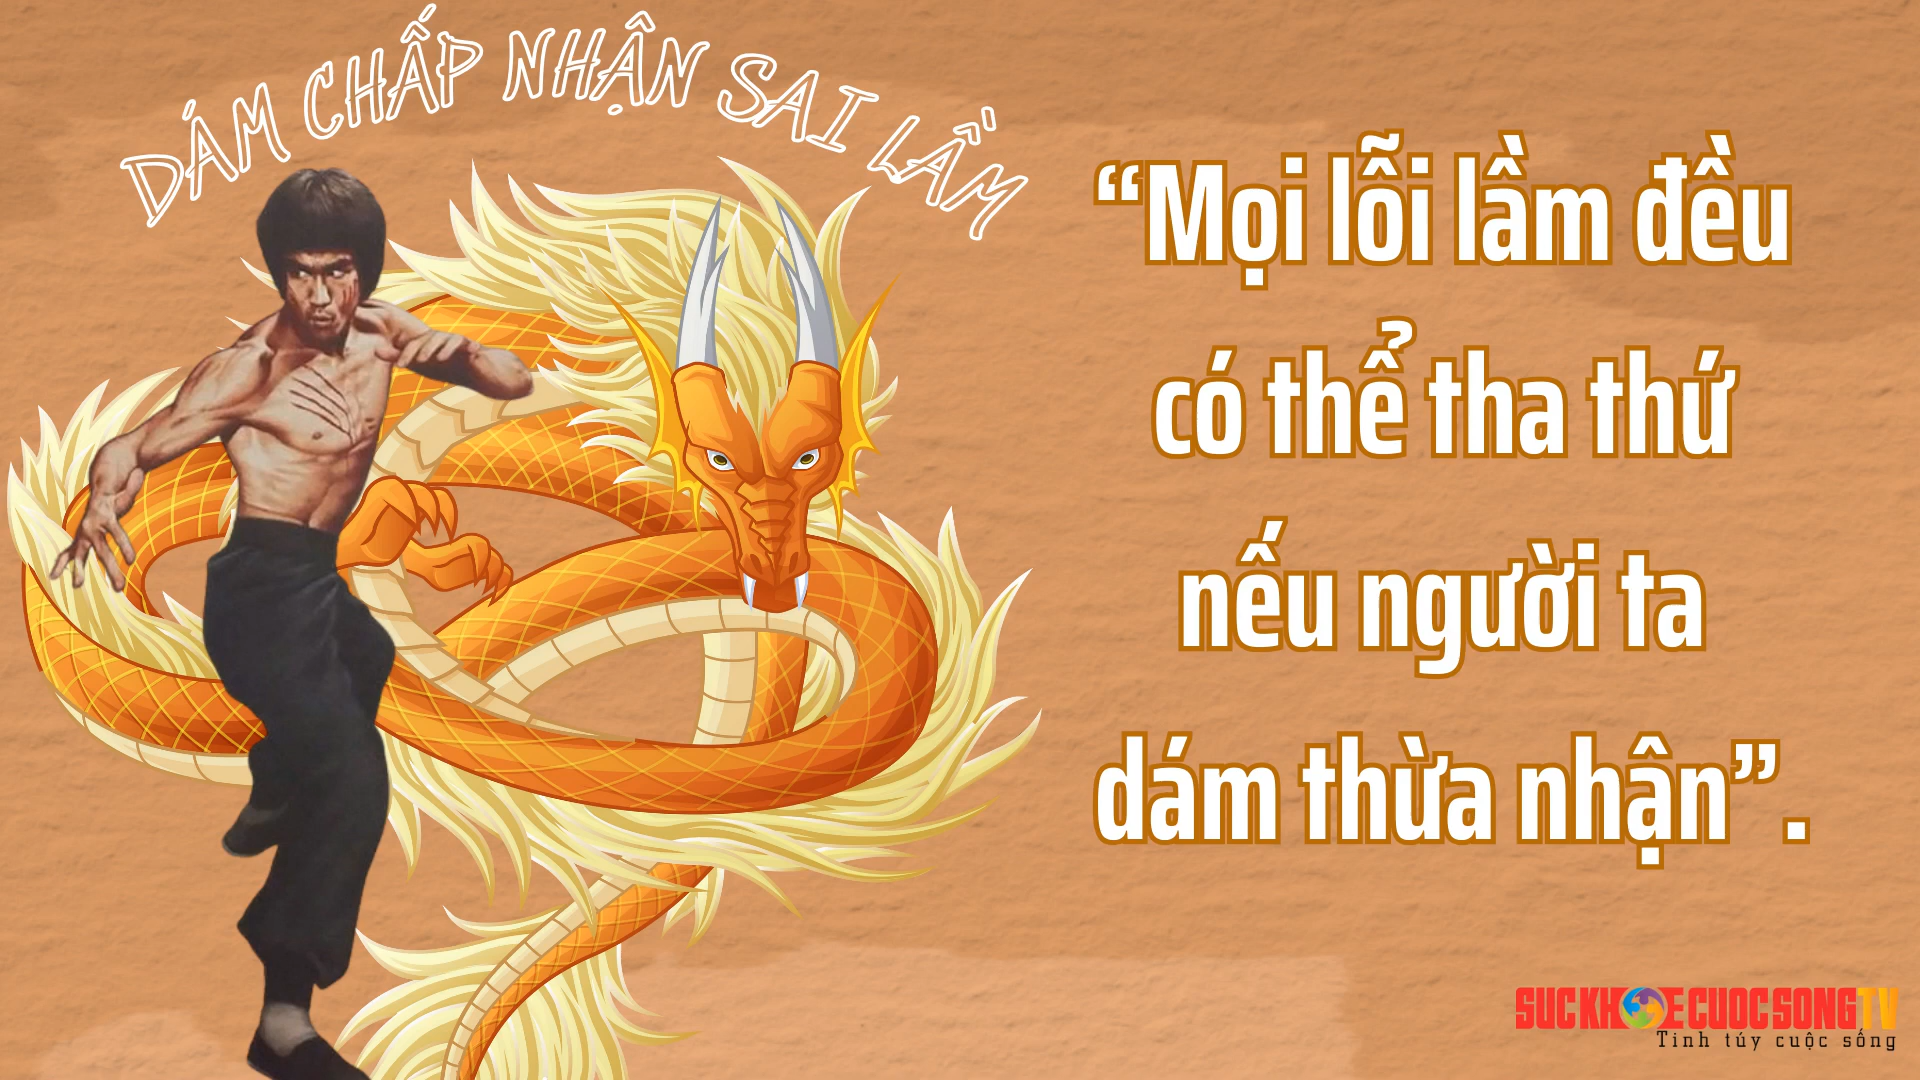 DÁM CHẤP NHẬN SAI LẦM
“Mọi lỗi lầm đều
có thể tha thứ
nếu người ta
dám thừa nhận”.
SUCKHOECUOCSONGTV
Tinh túy cuộc sống